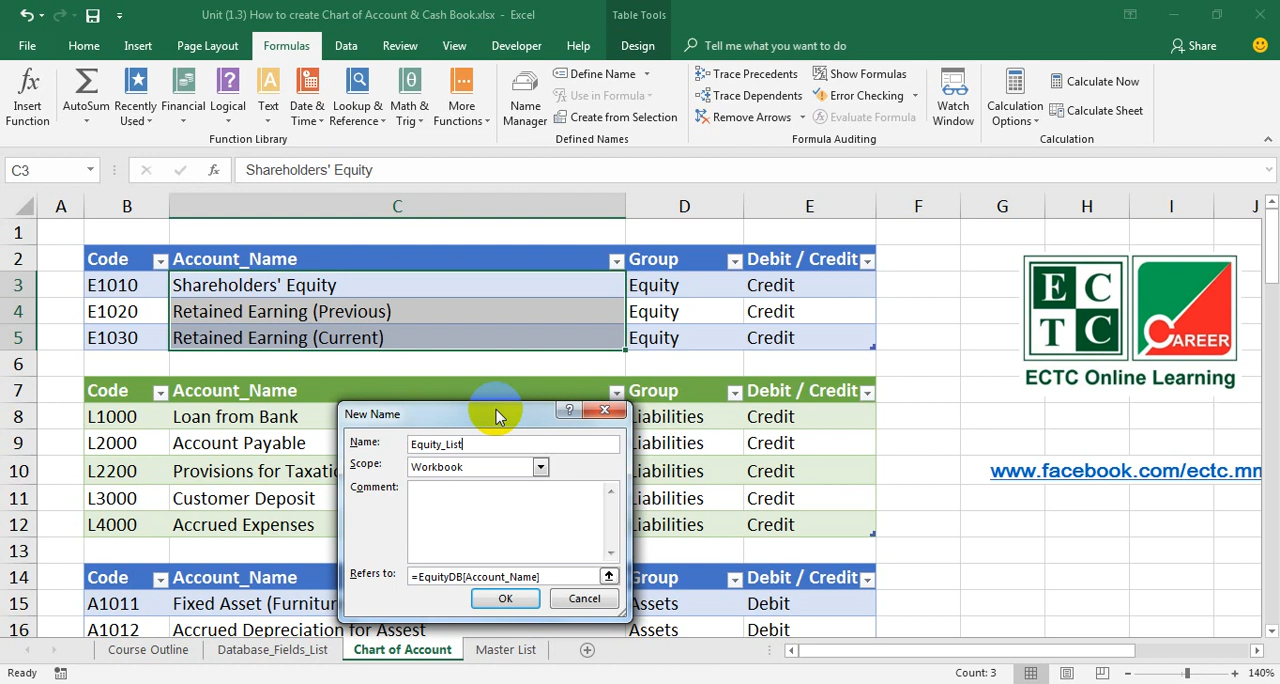 Unit (1.3) How to create Chart of Account & Cash Book.xlsx - Excel
Table Tools
File Home Insert Page Layout Formulas Data Review View Developer Help Design Tell me what you want to do Share
Insert Function
AutoSum
Recently Used
Financial
Logical
Text
Date & Time
Lookup & Reference
Math & Trig
More Functions
Function Library
Name Manager
Define Name
Use in Formula
Create from Selection
Defined Names
Trace Precedents
Trace Dependents
Remove Arrows
Show Formulas
Error Checking
Evaluate Formula
Formula Auditing
Watch Window
Calculation Options
Calculate Now
Calculate Sheet
Calculation
C3 fx Shareholders' Equity
A B C D E F G H I J
1
2 Code Account_Name Group Debit / Credit
3 E1010 Shareholders' Equity Equity Credit
4 E1020 Retained Earning (Previous) Equity Credit
5 E1030 Retained Earning (Current) Equity Credit
6
7 Code Account_Name Group Debit / Credit
8 L1000 Loan from Bank Liabilities Credit
9 L2000 Account Payable Liabilities Credit
10 L2200 Provisions for Taxati Liabilities Credit
11 L3000 Customer Deposit Liabilities Credit
12 L4000 Accrued Expenses Liabilities Credit
13
14 Code Account_Name Group Debit / Credit
15 A1011 Fixed Asset (Furnitur Assets Debit
16 A1012 Accrued Depreciation for Assest Assets Debit
E C
T C
CAREER
ECTC Online Learning
www.facebook.com/ectc.mm
New Name
Name: Equity_List
Scope: Workbook
Comment:
Refers to: =EquityDB[Account_Name]
OK Cancel
Course Outline Database_Fields_List Chart of Account Master List
Ready Count: 3 140%